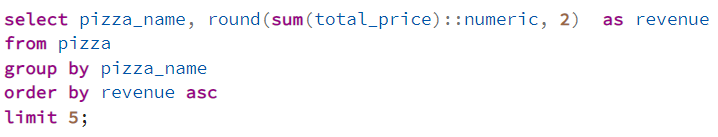 select pizza_name, round(sum(total_price)::numeric, 2)  as revenue
from pizza
group by pizza_name
order by revenue asc
limit 5;